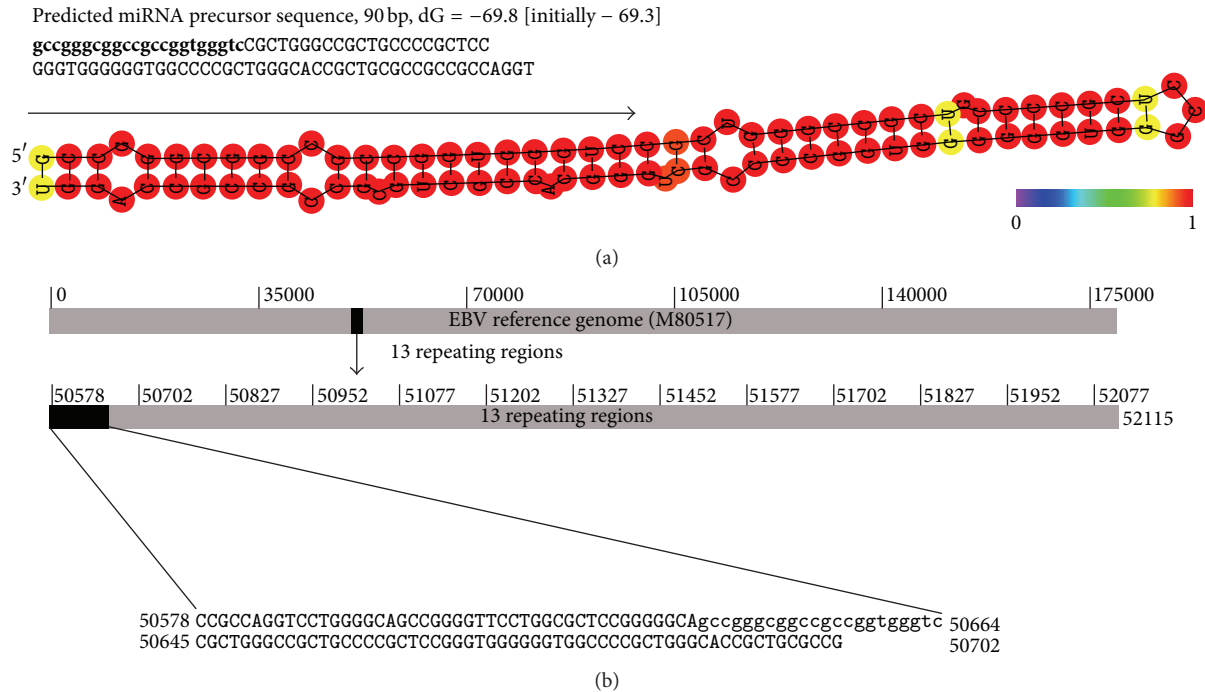 Predicted miRNA precursor sequence, 90 bp, dG = −69.8 [initially − 69.3]
gccgggcggccgccggtgggtcCGCTGGGCCGCTGCCCCGCTCC
GGGTGGGGGGTGGCCCCGCTGGGCACCGCTGCGCCGCCGCCAGGT
5′
3′
0 1
(a)
0 35000 70000 105000 140000 175000
EBV reference genome (M80517)
13 repeating regions
50578 50702 50827 50952 51077 51202 51327 51452 51577 51702 51827 51952 52077
13 repeating regions 52115
50578 CCGCCAGGTCCTGGGGCAGCCGGGGTTCCTGGCGCTCCGGGGGCAgccgggcggccgccggtgggtc 50664
50645 CGCTGGGCCGCTGCCCCGCTCCGGGTGGGGGGTGGCCCCGCTGGGCACCGCTGCGCCG 50702
(b)